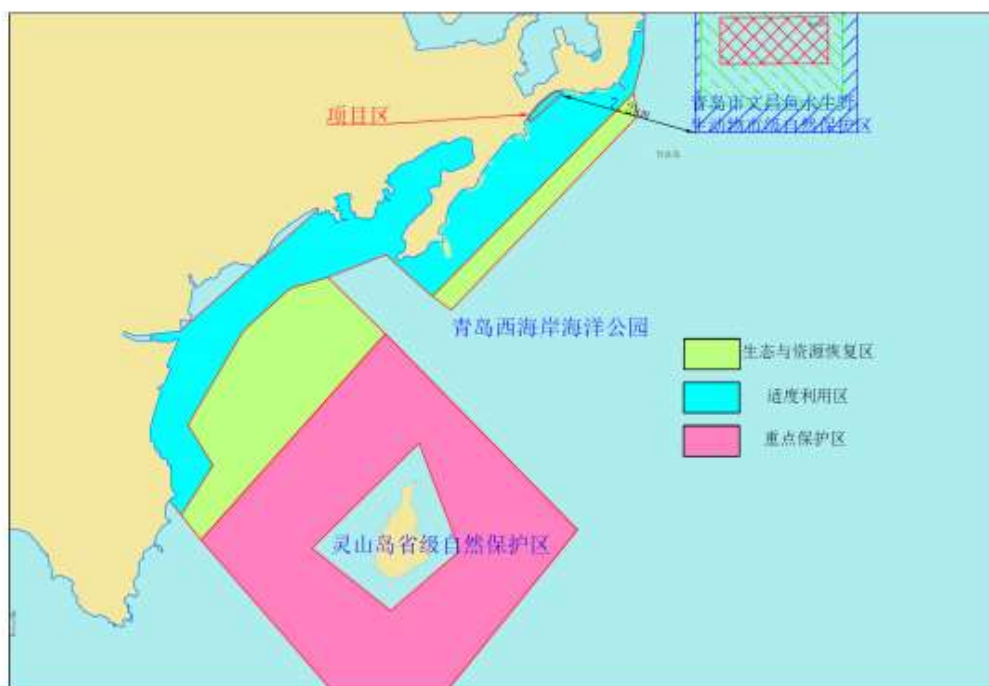 项目区
青岛市文昌鱼水生野
生动物市级自然保护区
青岛西海岸海洋公园
生态与资源恢复区
适度利用区
重点保护区
灵山岛省级自然保护区